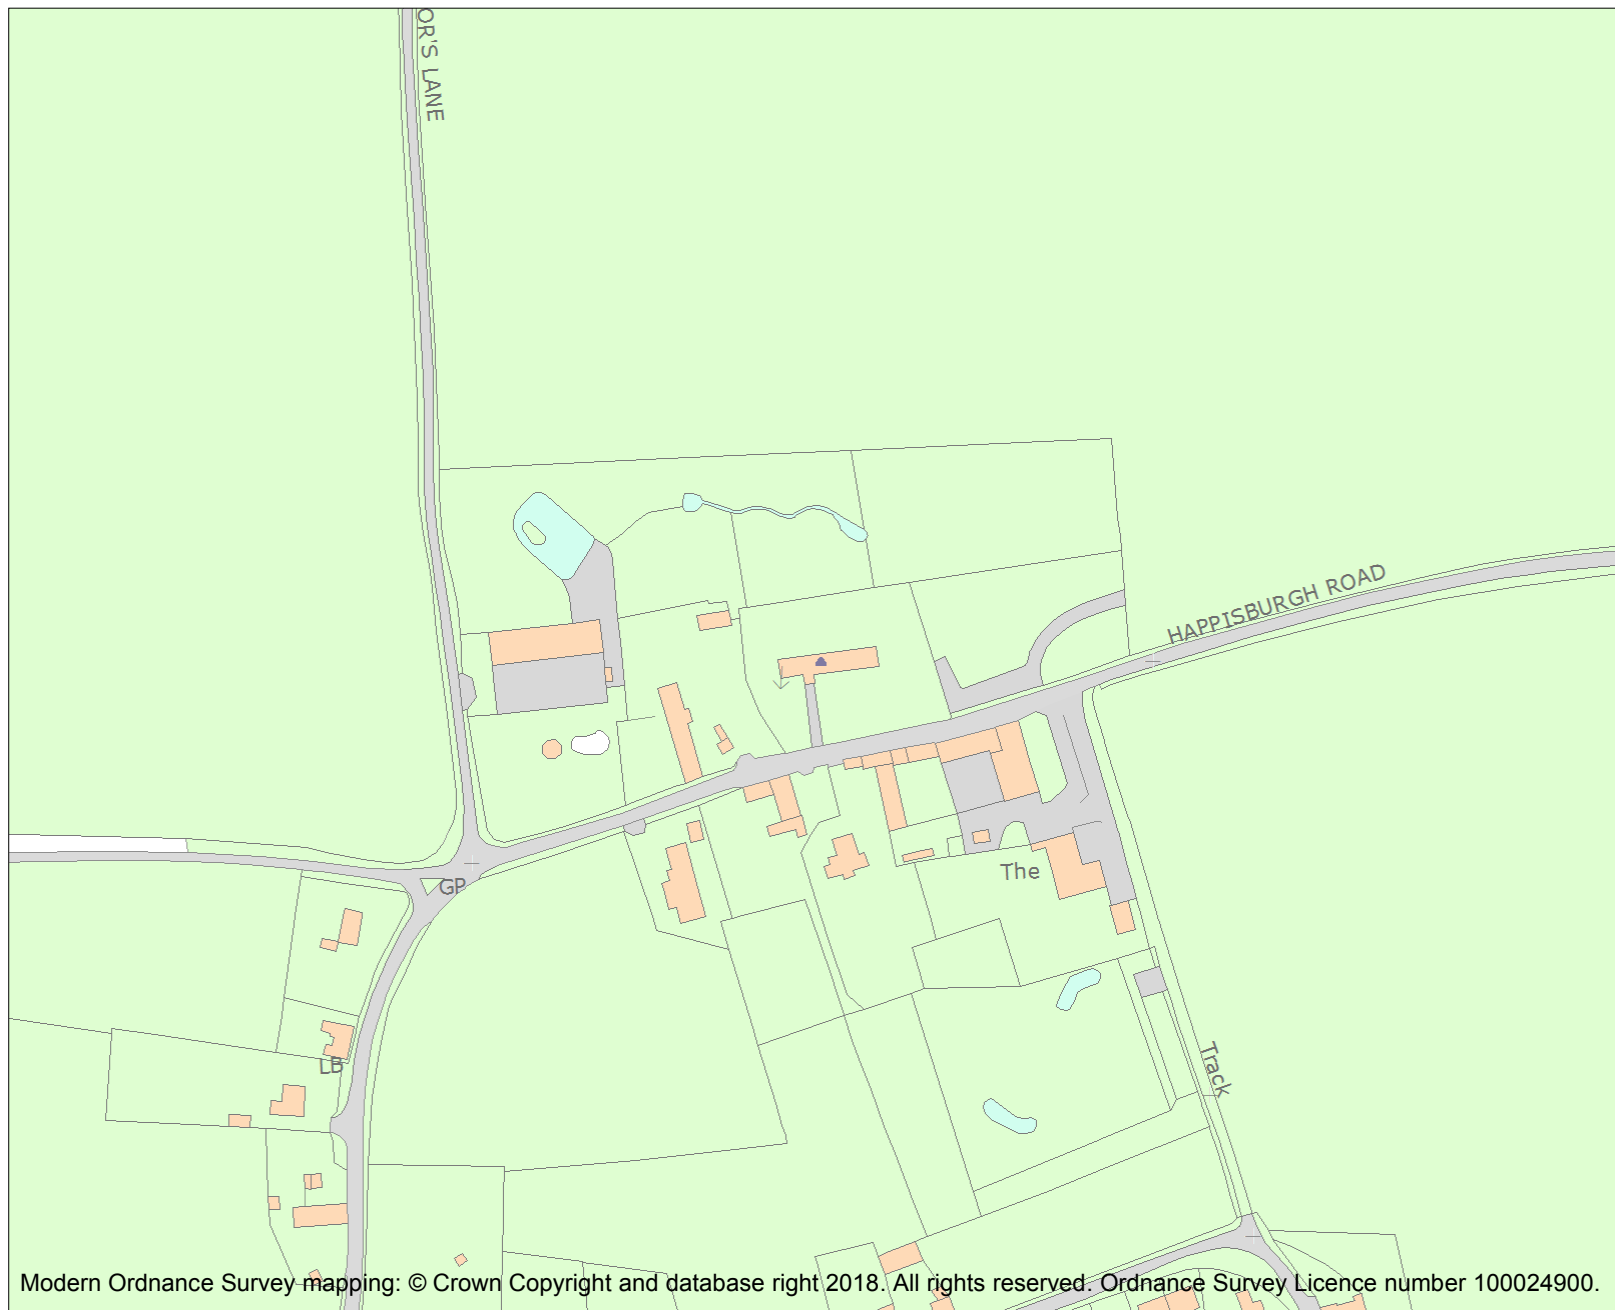 OR'S LANE
HAPPISBURGH ROAD
GP
The
LB
Track
Modern Ordnance Survey mapping: © Crown Copyright and database right 2018. All rights reserved. Ordnance Survey Licence number 100024900.